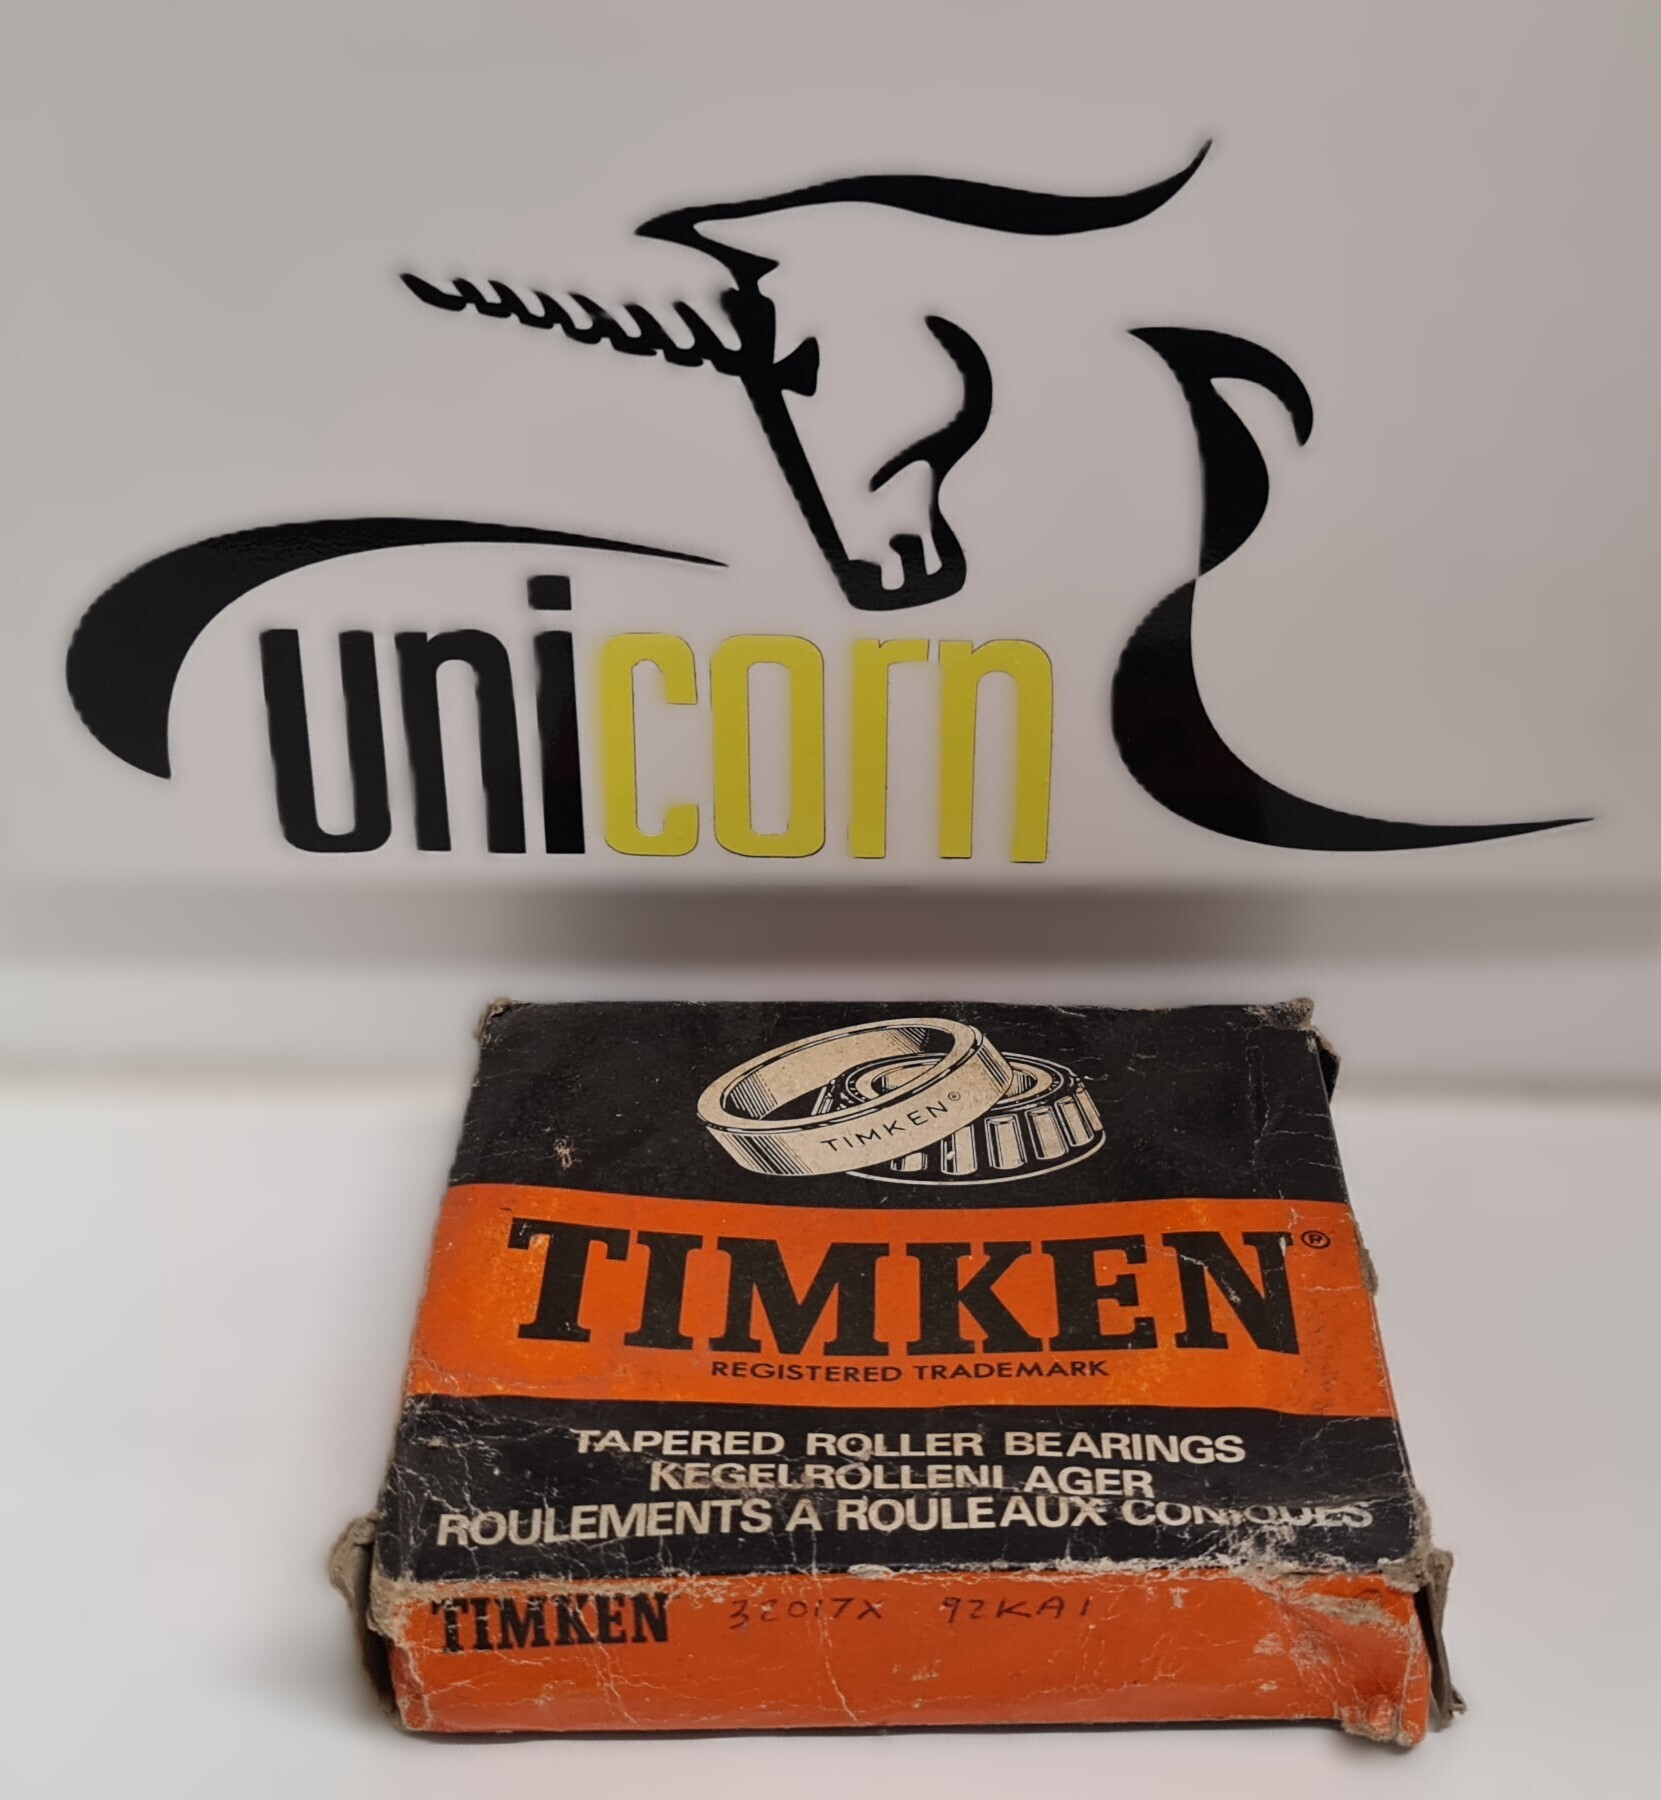 unicorn
TIMKEN®
TIMKEN®
REGISTERED TRADEMARK
TAPERED ROLLER BEARINGS
KEGELROLLENLAGER
ROULEMENTS A ROULEAUX CONIQUES
TIMKEN 32017X 92KA1